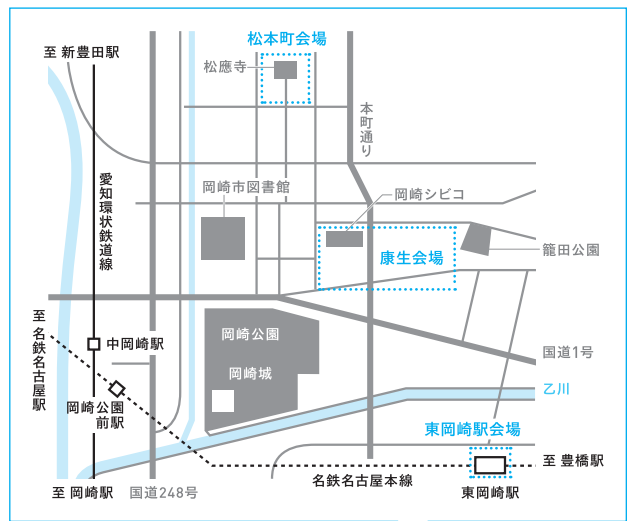 松本町会場
至 新豊田駅
松應寺
本町通り
愛知環状鉄道線
岡崎市図書館
岡崎シビコ
康生会場
籠田公園
至 名鉄名古屋駅
中岡崎駅
岡崎公園
国道1号
岡崎城
乙川
岡崎公園
前駅
東岡崎駅会場
至 豊橋駅
名鉄名古屋本線
至 岡崎駅
国道248号
東岡崎駅